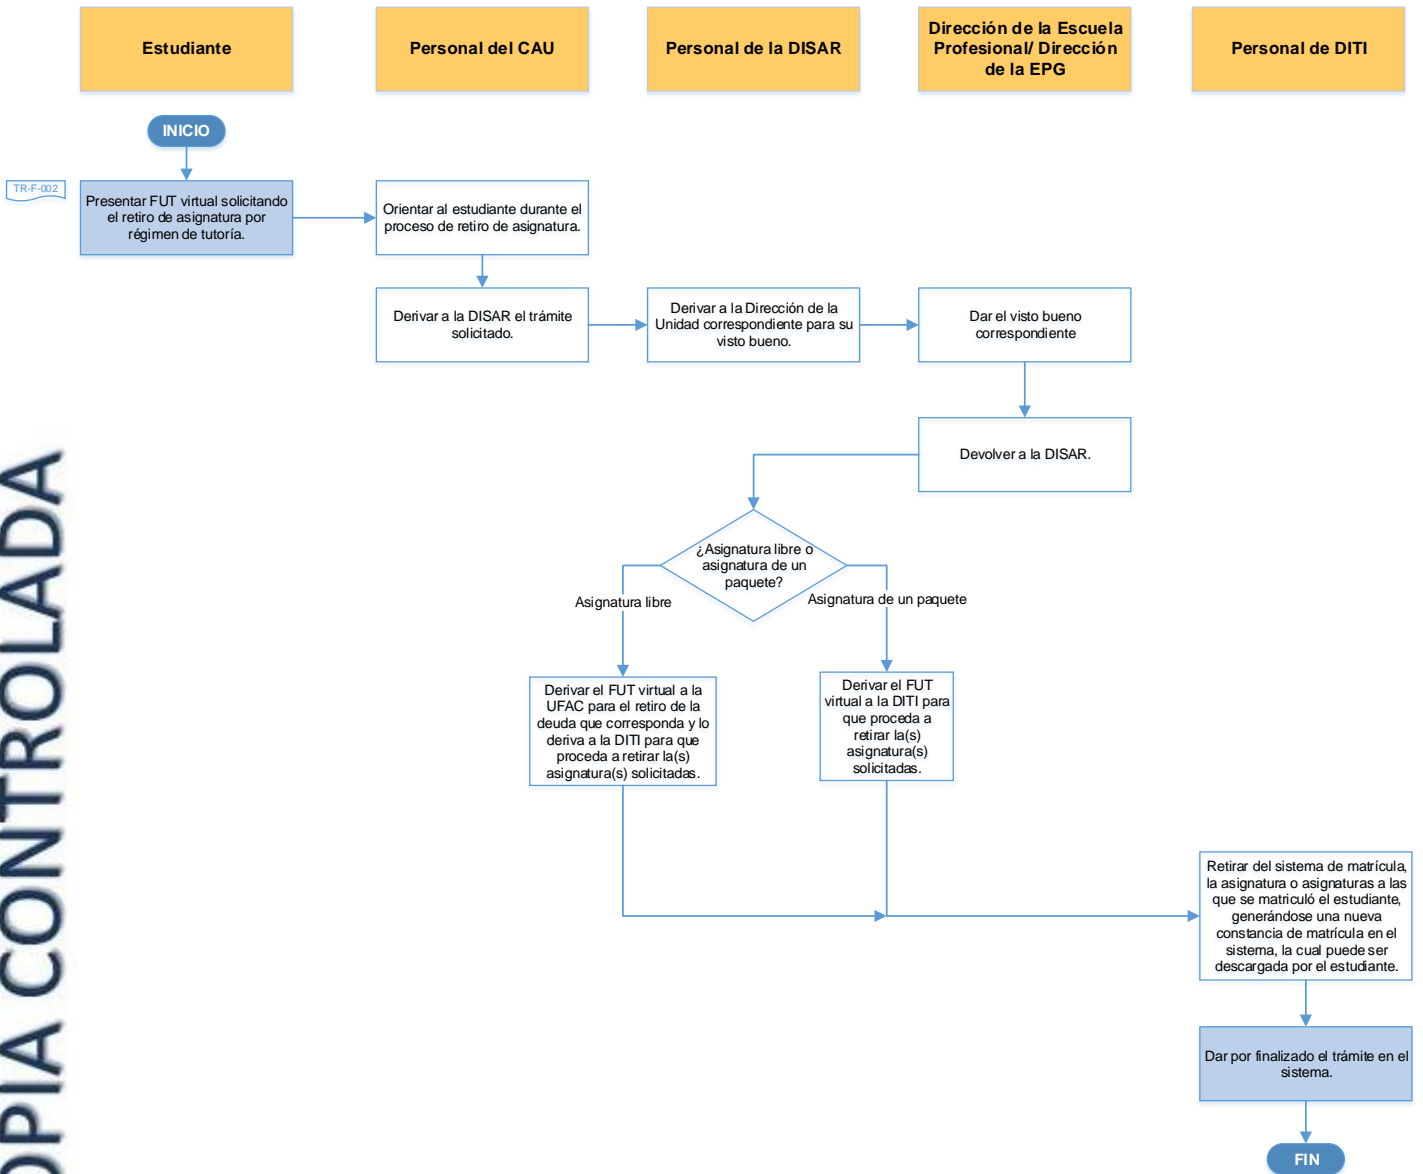 Estudiante
Personal del CAU
Personal de la DISAR
Dirección de la Escuela
Profesional/ Dirección
de la EPG
Personal de DITI
INICIO
TR-F-002
Presentar FUT virtual solicitando
el retiro de asignatura por
régimen de tutoría.
Orientar al estudiante durante el
proceso de retiro de asignatura.
Derivar a la DISAR el trámite
solicitado.
Derivar a la Dirección de la
Unidad correspondiente para su
visto bueno.
Dar el visto bueno
correspondiente
Devolver a la DISAR.
¿Asignatura libre o
asignatura de un
paquete?
Asignatura libre
Asignatura de un paquete
Derivar el FUT virtual a la
UFAC para el retiro de la
deuda que corresponda y lo
deriva a la DITI para que
proceda a retirar la(s)
asignatura(s) solicitadas.
Derivar el FUT
virtual a la DITI para
que proceda a
retirar la(s)
asignatura(s)
solicitadas.
Retirar del sistema de matrícula,
la asignatura o asignaturas a las
que se matriculó el estudiante,
generándose una nueva
constancia de matrícula en el
sistema, la cual puede ser
descargada por el estudiante.
Dar por finalizado el trámite en el
sistema.
FIN
OPIA CONTROLADA